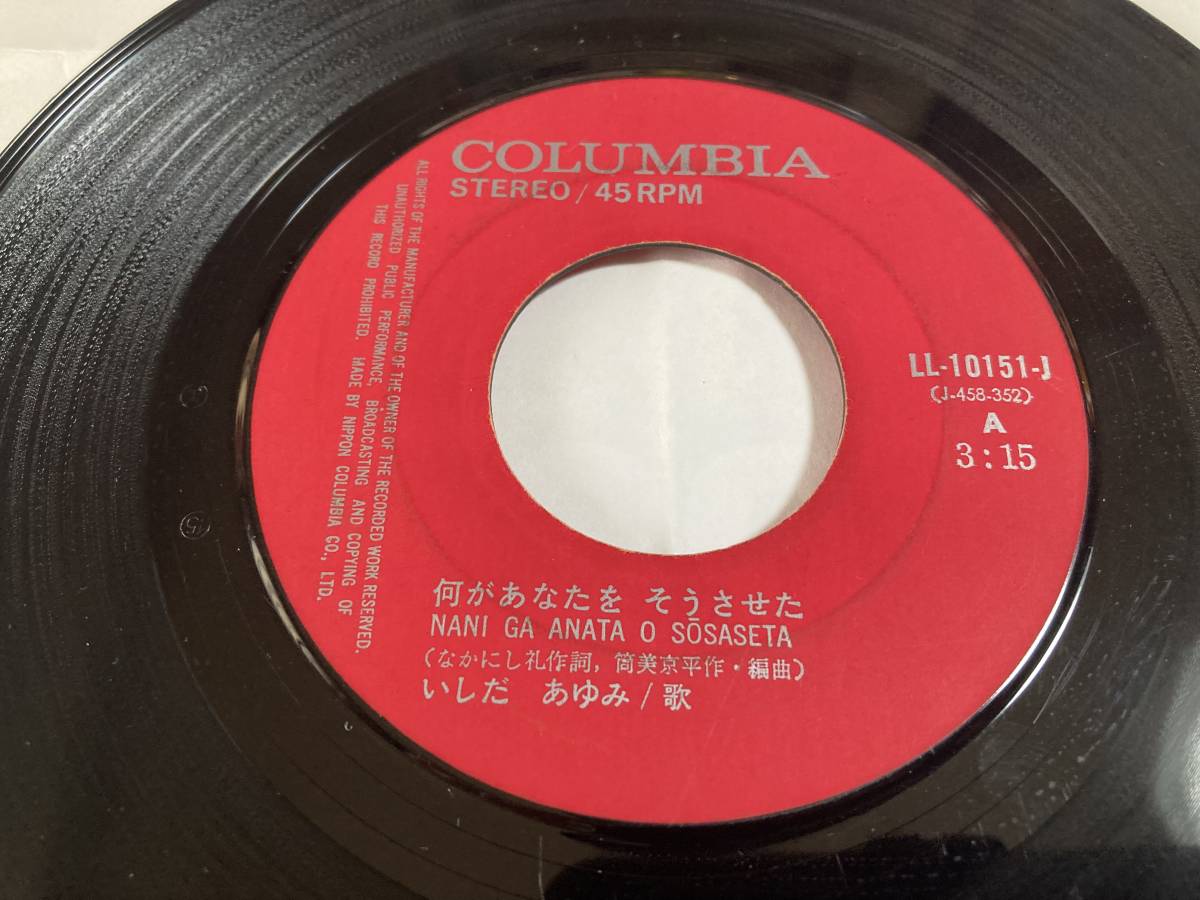 COLUMBIA
STEREO / 45 RPM
ALL RIGHTS OF THE MANUFACTURER AND OF THE OWNER OF THE RECORDED WORK RESERVED.
UNAUTHORIZED PUBLIC PERFORMANCE, BROADCASTING AND COPYING OF
THIS RECORD PROHIBITED. MADE BY NIPPON COLUMBIA CO., LTD.
LL-10151-J
(J-458-352)
A
3:15
何があなたを そうさせた
NANI GA ANATA O SŌSASETA
(なかにし礼作詞, 筒美京平作・編曲)
いしだ あゆみ / 歌